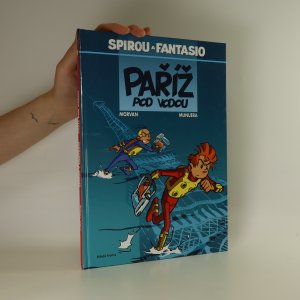 SPIROU A FANTASIO
PAŘÍŽ
POD VODOU
MORVAN
MUNUERA